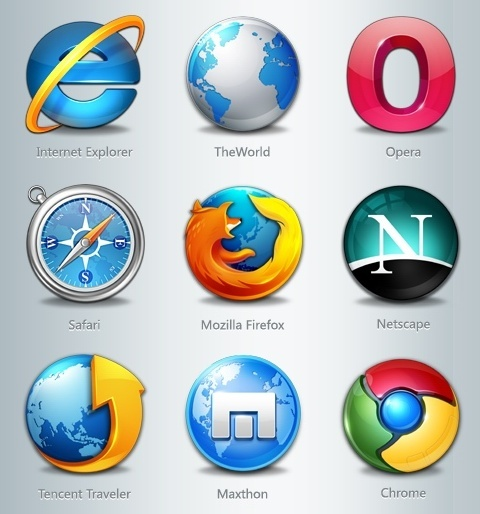 Internet Explorer
TheWorld
Opera
N
W
E
S
Safari
Mozilla Firefox
N
Netscape
Tencent Traveler
m
Maxthon
Chrome